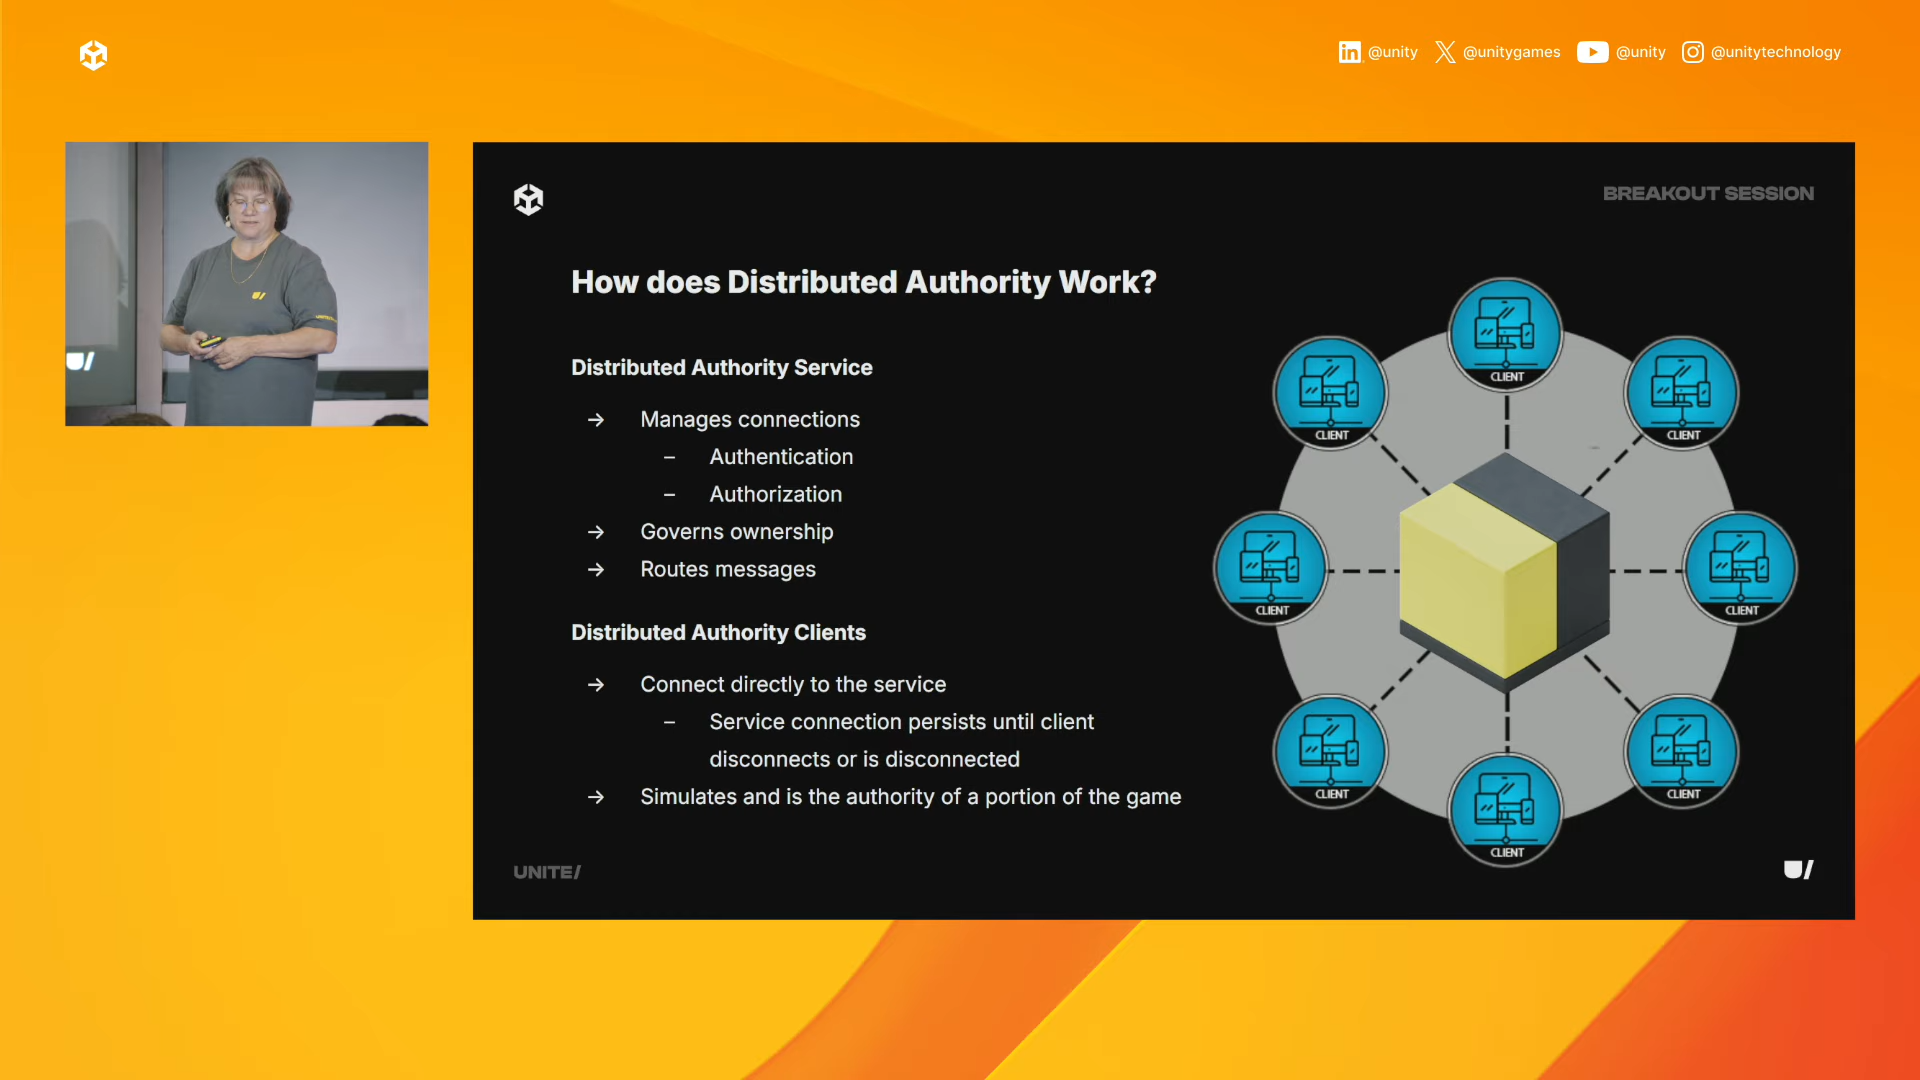 @unity
@unitygames
@unity
@unitytechnology
BREAKOUT SESSION
How does Distributed Authority Work?
Distributed Authority Service
→ Manages connections
– Authentication
– Authorization
→ Governs ownership
→ Routes messages
Distributed Authority Clients
→ Connect directly to the service
– Service connection persists until client
disconnects or is disconnected
→ Simulates and is the authority of a portion of the game
CLIENT
CLIENT
CLIENT
CLIENT
CLIENT
CLIENT
CLIENT
CLIENT
UNITE/
U/